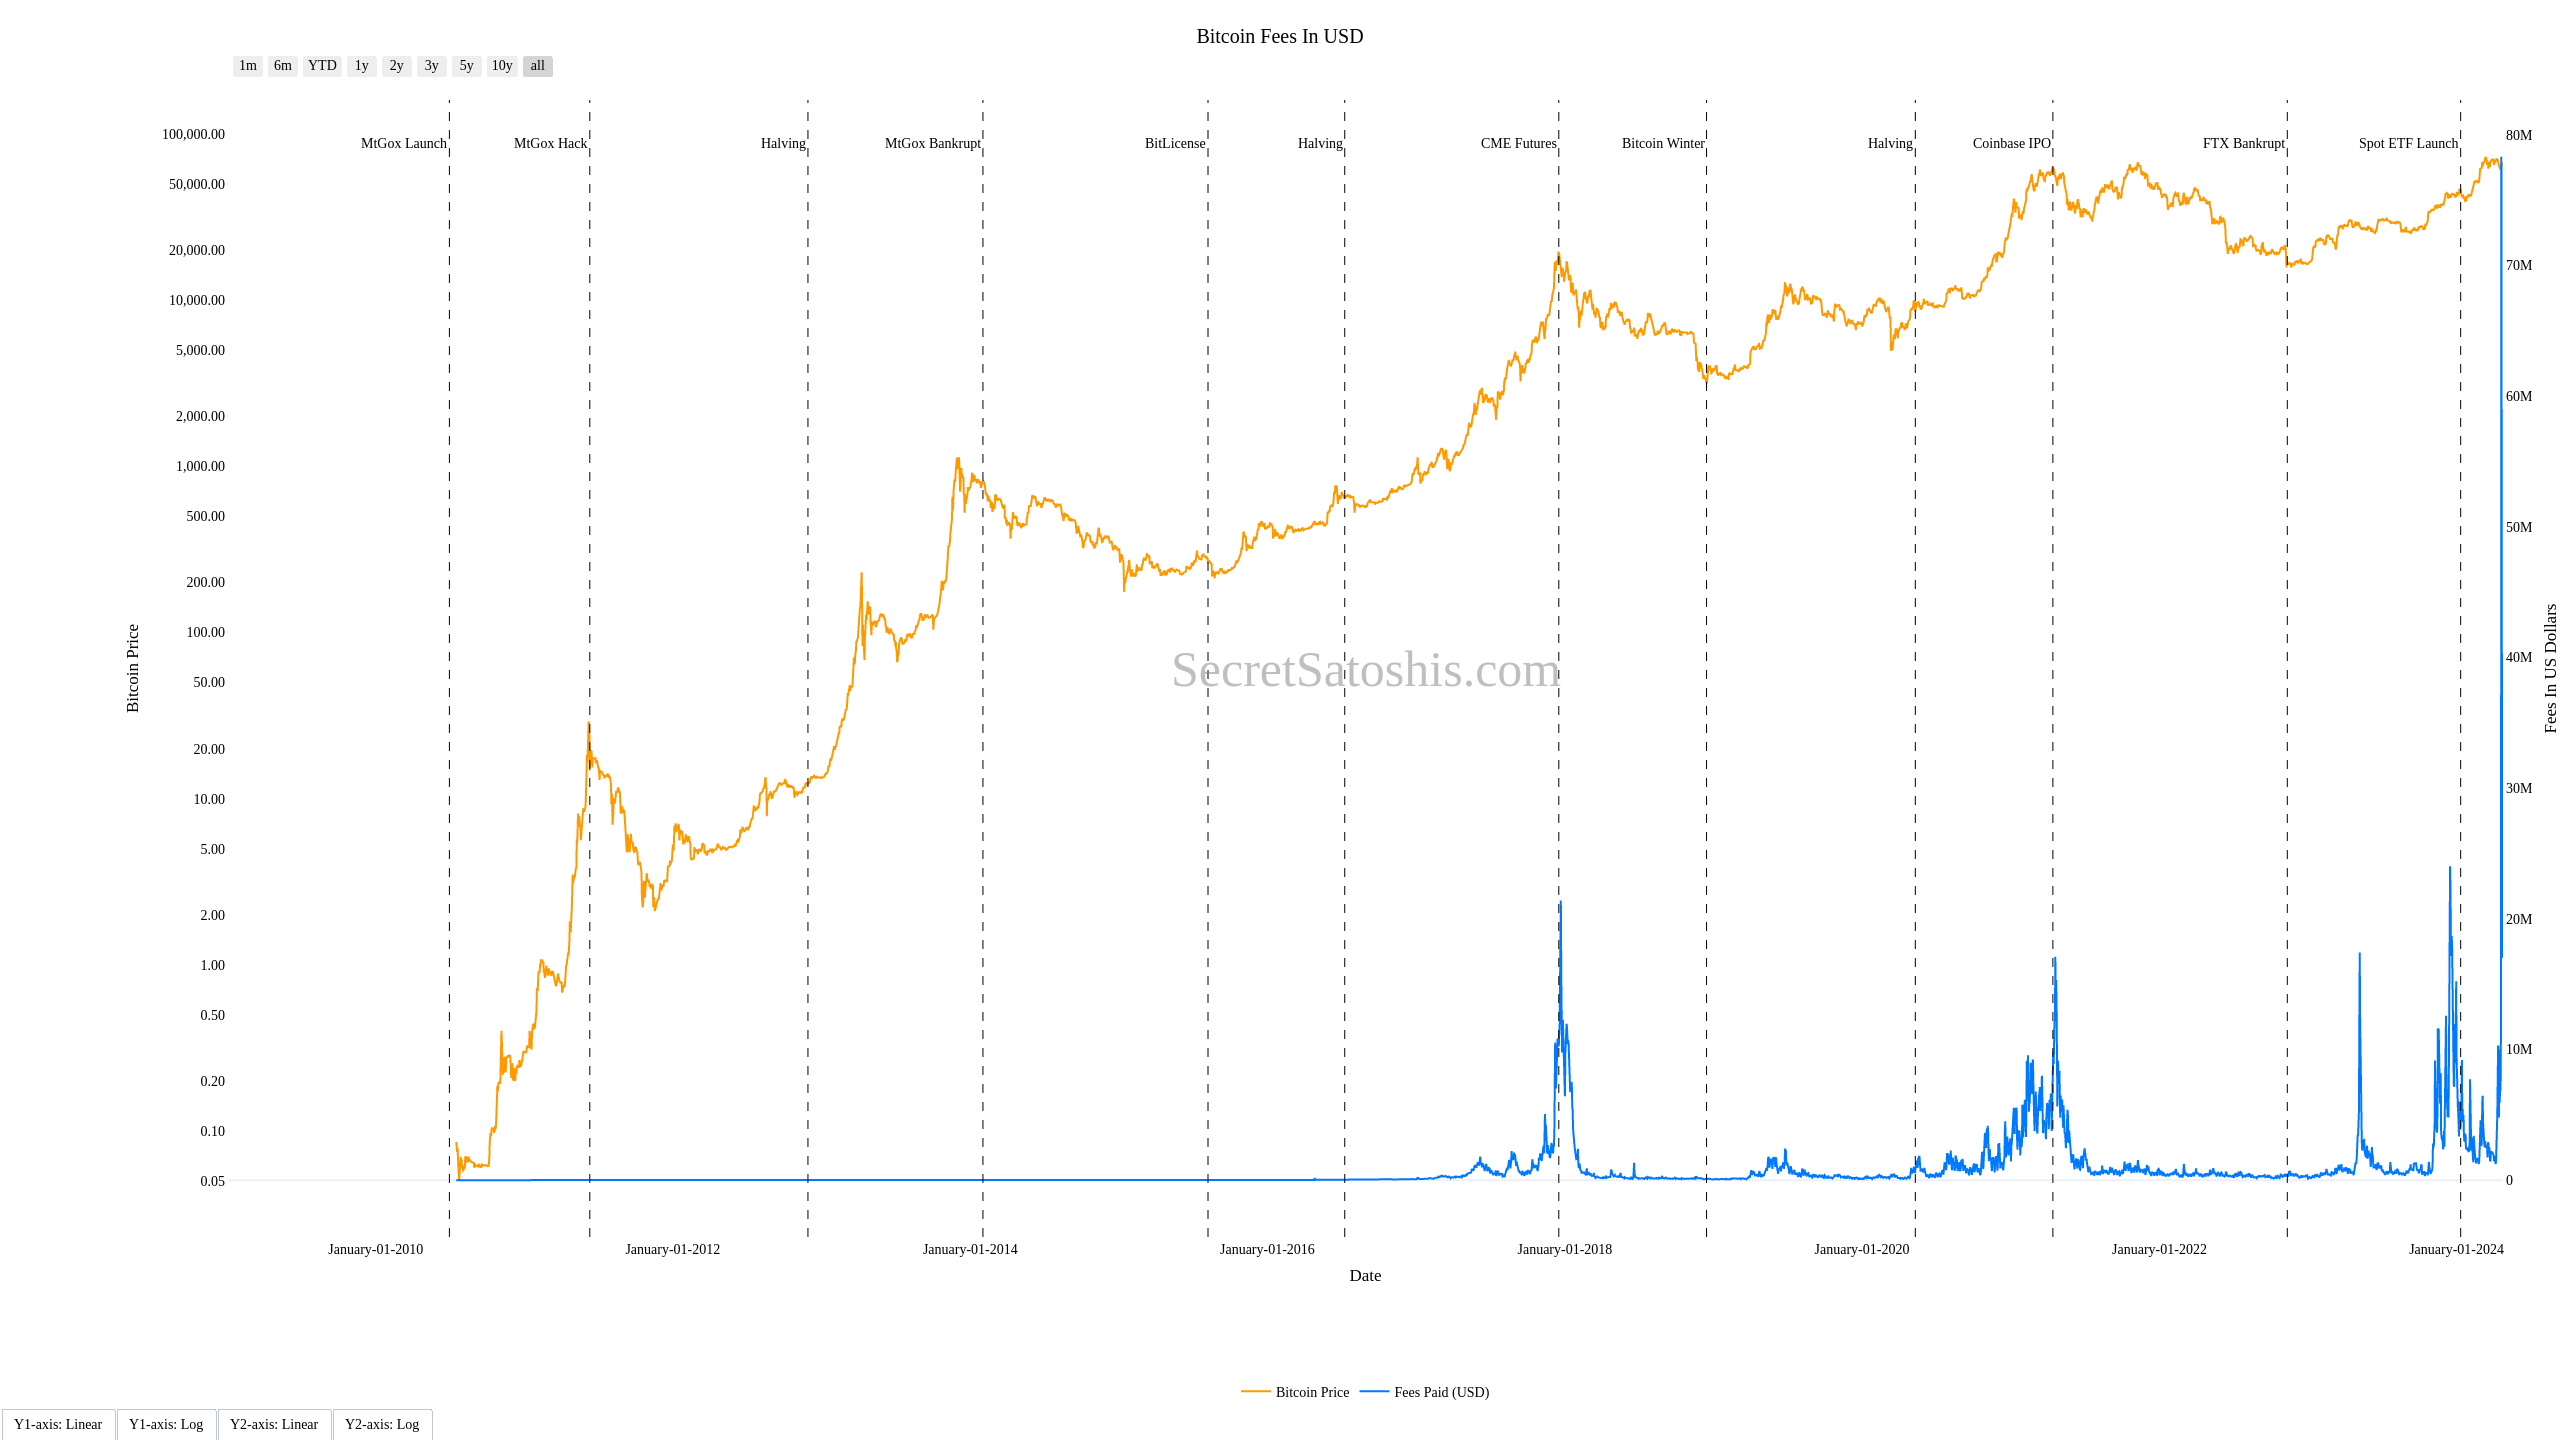 Bitcoin Fees In USD
1m 6m YTD 1y 2y 3y 5y 10y all
MtGox Launch MtGox Hack Halving MtGox Bankrupt BitLicense Halving CME Futures Bitcoin Winter Halving Coinbase IPO FTX Bankrupt Spot ETF Launch
Bitcoin Price
100,000.00
50,000.00
20,000.00
10,000.00
5,000.00
2,000.00
1,000.00
500.00
200.00
100.00
50.00
20.00
10.00
5.00
2.00
1.00
0.50
0.20
0.10
0.05
SecretSatoshis.com
80M
70M
60M
50M
40M
30M
20M
10M
0
Fees In US Dollars
January-01-2010 January-01-2012 January-01-2014 January-01-2016 January-01-2018 January-01-2020 January-01-2022 January-01-2024
Date
Bitcoin Price Fees Paid (USD)
Y1-axis: Linear Y1-axis: Log Y2-axis: Linear Y2-axis: Log